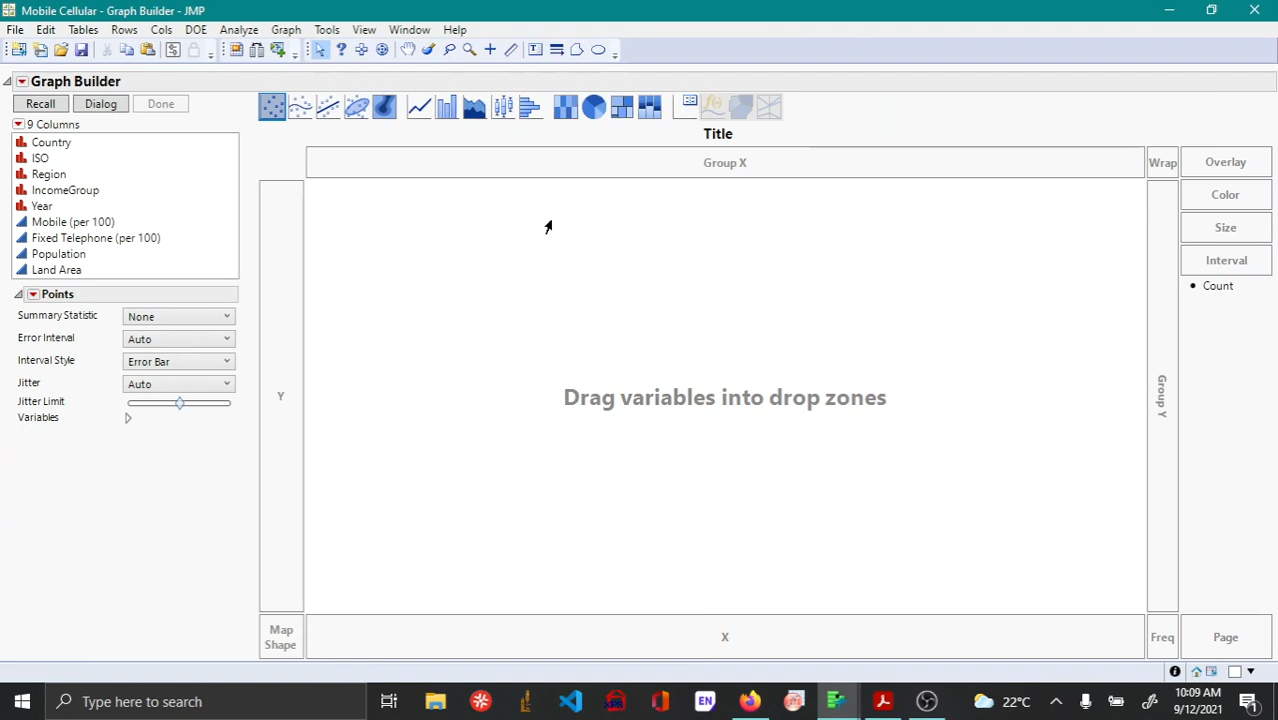 Mobile Cellular - Graph Builder - JMP
File Edit Tables Rows Cols DOE Analyze Graph Tools View Window Help
Graph Builder
Recall Dialog Done
9 Columns
Country
ISO
Region
IncomeGroup
Year
Mobile (per 100)
Fixed Telephone (per 100)
Population
Land Area
Points
Summary Statistic None
Error Interval Auto
Interval Style Error Bar
Jitter Auto
Jitter Limit
Variables
Title
Group X
Wrap
Overlay
Color
Size
Interval
Count
Y
Drag variables into drop zones
Group Y
Map
Shape
X
Freq
Page
Type here to search
EN
22°C
10:09 AM
9/12/2021
1